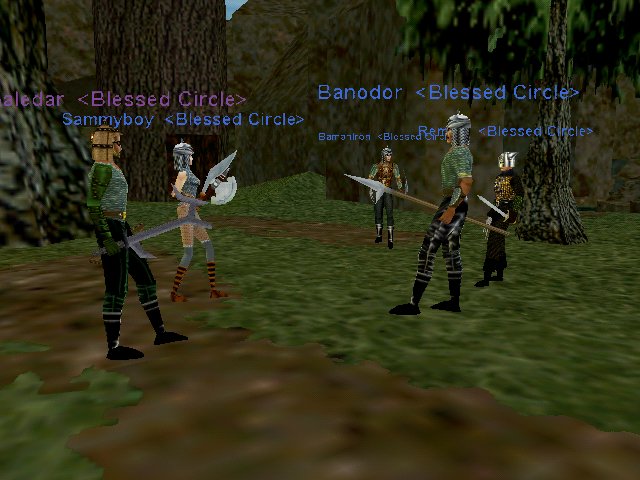 aledar <Blessed Circle>
Sammyboy <Blessed Circle>
Banodor <Blessed Circle>
<Blessed Circle>